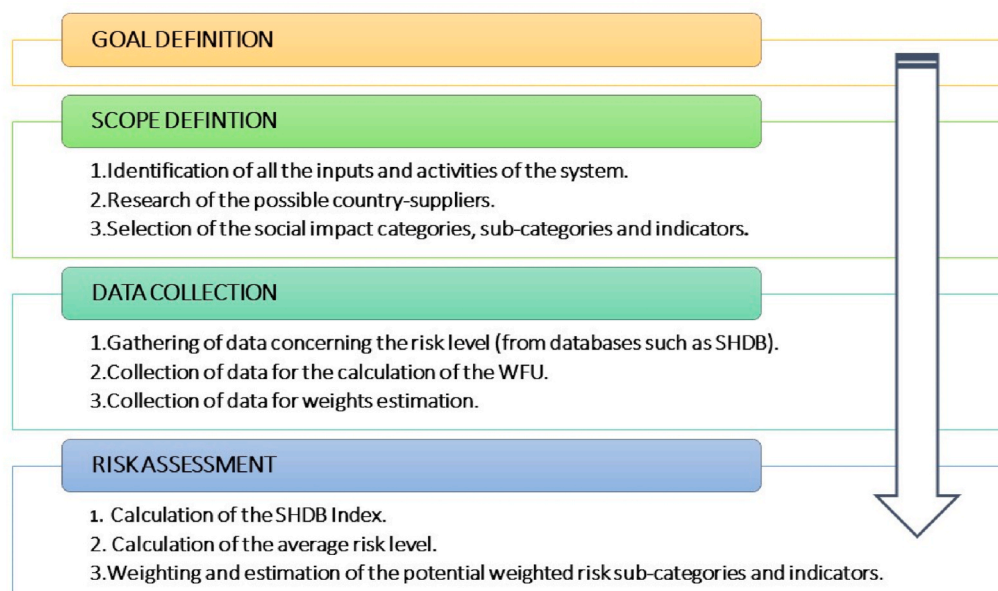 GOAL DEFINITION
SCOPE DEFINTION
1.Identification of all the inputs and activities of the system.
2.Research of the possible country-suppliers.
3.Selection of the social impact categories, sub-categories and indicators.
DATA COLLECTION
1.Gathering of data concerning the risk level (from databases such as SHDB).
2.Collection of data for the calculation of the WFU.
3.Collection of data for weights estimation.
RISK ASSESSMENT
1. Calculation of the SHDB Index.
2. Calculation of the average risk level.
3.Weighting and estimation of the potential weighted risk sub-categories and indicators.